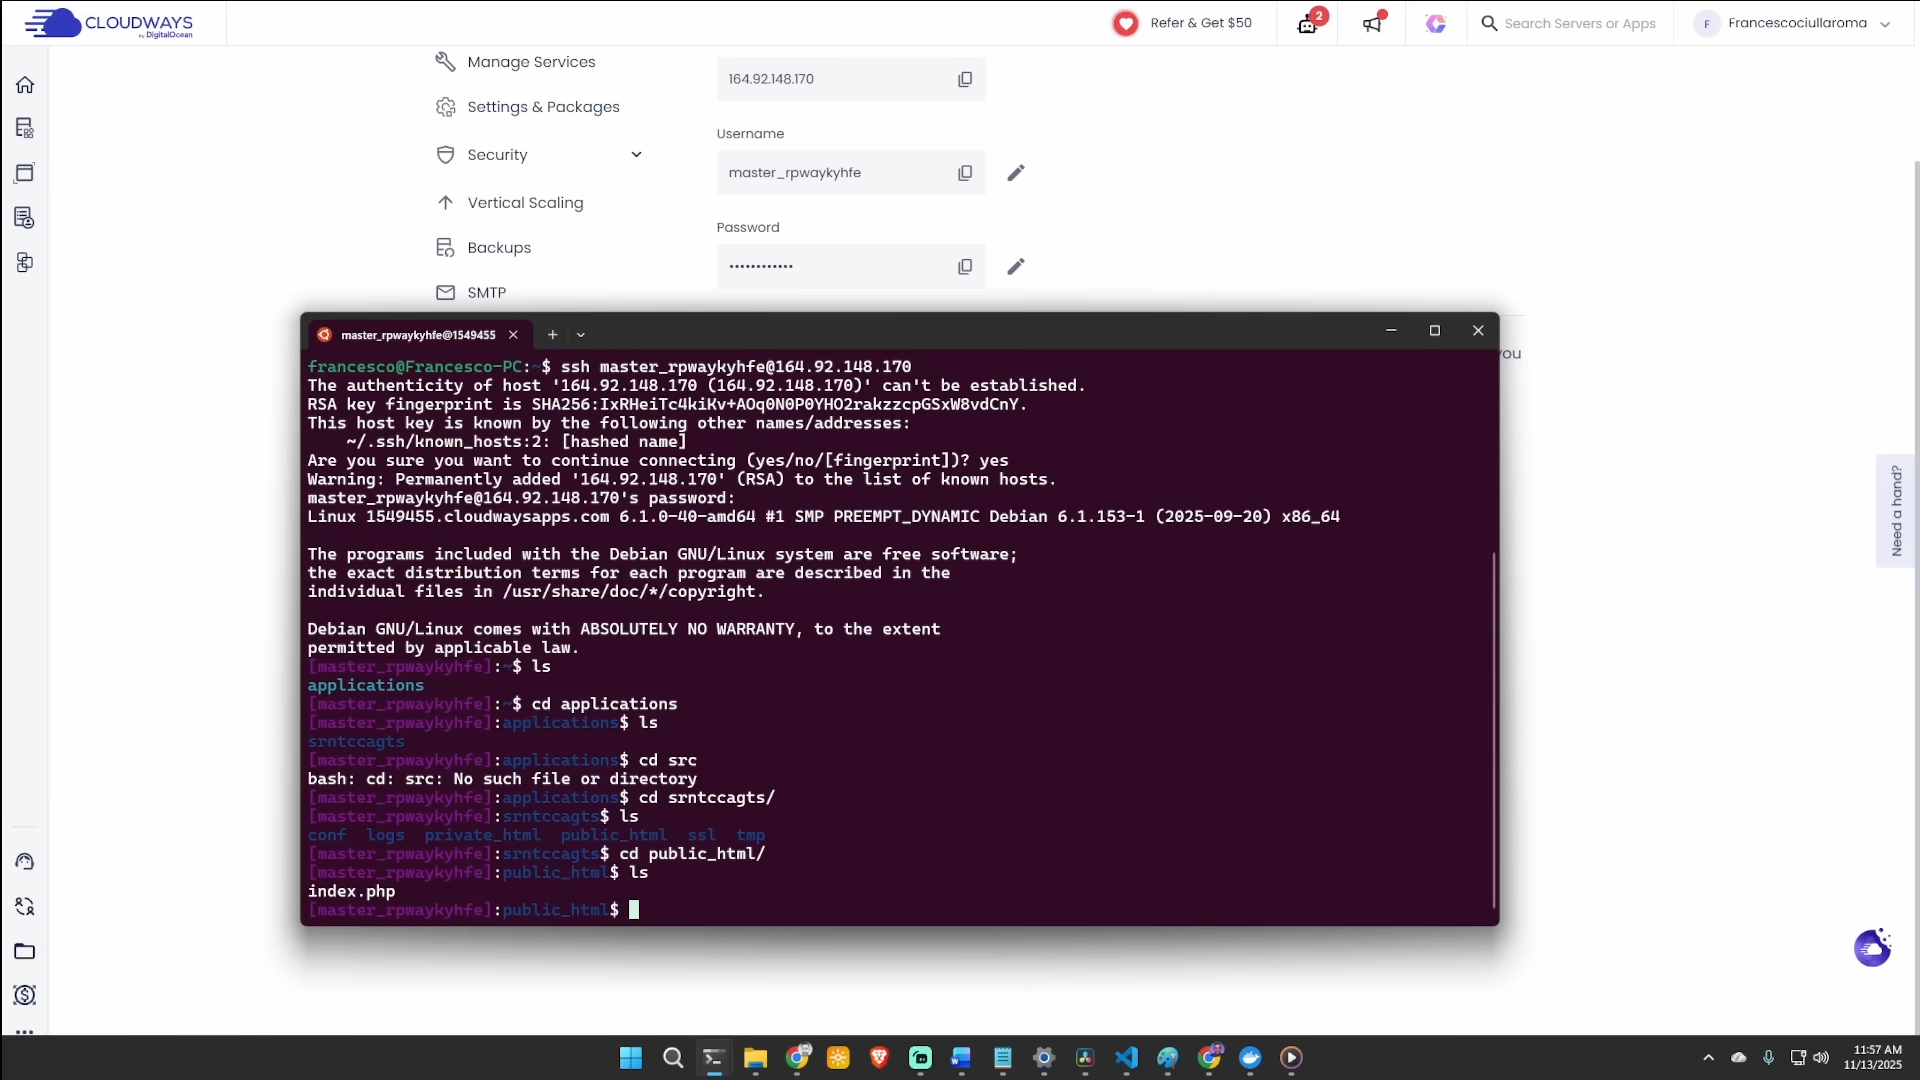 CLOUDWAYS
by DigitalOcean
Refer & Get $50
2
Search Servers or Apps
F
Francescociullaroma
Manage Services
Settings & Packages
Security
Vertical Scaling
Backups
SMTP
164.92.148.170
Username
master_rpwaykyhfe
Password
••••••••••••
you
Need a hand?
master_rpwaykyhfe@1549455
francesco@Francesco-PC:~$ ssh master_rpwaykyhfe@164.92.148.170
The authenticity of host '164.92.148.170 (164.92.148.170)' can't be established.
RSA key fingerprint is SHA256:IxRHeiTc4kiKv+AOq0N0P0YHO2rakzzcpGSxW8vdCnY.
This host key is known by the following other names/addresses:
    ~/.ssh/known_hosts:2: [hashed name]
Are you sure you want to continue connecting (yes/no/[fingerprint])? yes
Warning: Permanently added '164.92.148.170' (RSA) to the list of known hosts.
master_rpwaykyhfe@164.92.148.170's password:
Linux 1549455.cloudwaysapps.com 6.1.0-40-amd64 #1 SMP PREEMPT_DYNAMIC Debian 6.1.153-1 (2025-09-20) x86_64
The programs included with the Debian GNU/Linux system are free software;
the exact distribution terms for each program are described in the
individual files in /usr/share/doc/*/copyright.
Debian GNU/Linux comes with ABSOLUTELY NO WARRANTY, to the extent
permitted by applicable law.
[master_rpwaykyhfe]:~$ ls
applications
[master_rpwaykyhfe]:~$ cd applications
[master_rpwaykyhfe]:applications$ ls
srntccagts
[master_rpwaykyhfe]:applications$ cd src
bash: cd: src: No such file or directory
[master_rpwaykyhfe]:applications$ cd srntccagts/
[master_rpwaykyhfe]:srntccagts$ ls
conf  logs  private_html  public_html  ssl  tmp
[master_rpwaykyhfe]:srntccagts$ cd public_html/
[master_rpwaykyhfe]:public_html$ ls
index.php
[master_rpwaykyhfe]:public_html$
11:57 AM
11/13/2025